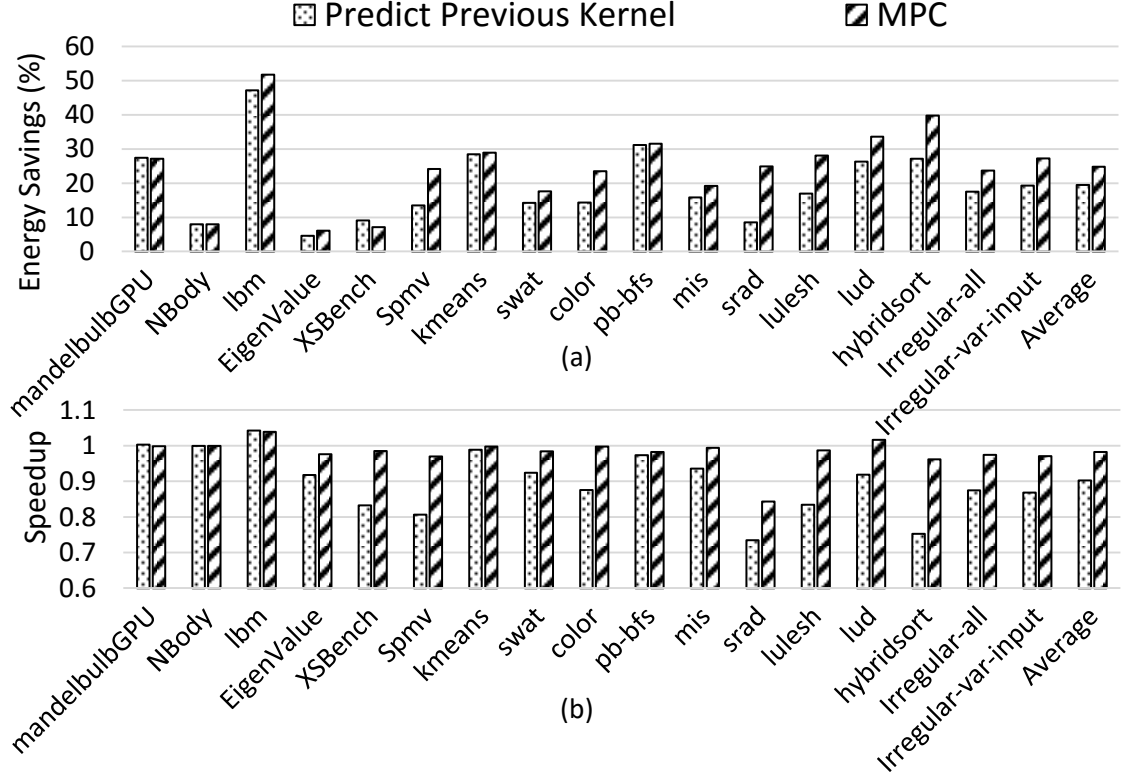 Predict Previous Kernel MPC
Energy Savings (%)
60
50
40
30
20
10
0
mandelbulbGPU
NBody
lbm
EigenValue
XSBench
Spmv
kmeans
swat
color
pb-bfs
mis
srad
lulesh
lud
hybridsort
Irregular-all
Irregular-var-input
Average
(a)
Speedup
1.1
1
0.9
0.8
0.7
0.6
mandelbulbGPU
NBody
lbm
EigenValue
XSBench
Spmv
kmeans
swat
color
pb-bfs
mis
srad
lulesh
lud
hybridsort
Irregular-all
Irregular-var-input
Average
(b)